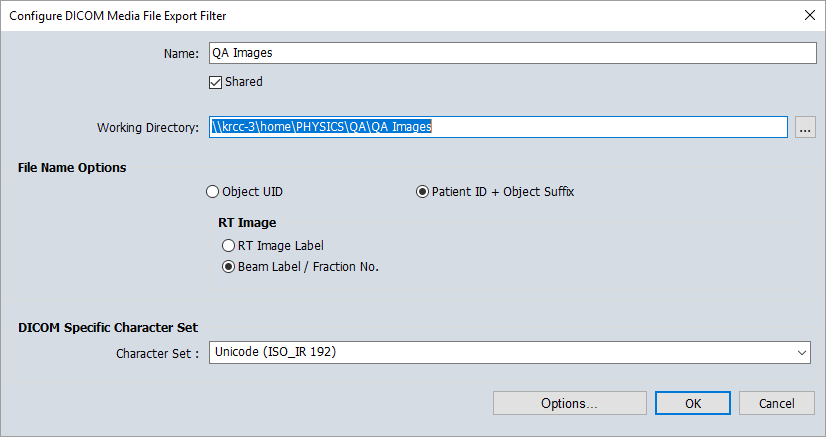 Configure DICOM Media File Export Filter
Name: QA Images
Shared
Working Directory: \\krcc-3\home\PHYSICS\QA\QA Images ...
File Name Options
Object UID Patient ID + Object Suffix
RT Image
RT Image Label
Beam Label / Fraction No.
DICOM Specific Character Set
Character Set : Unicode (ISO_IR 192)
Options... OK Cancel